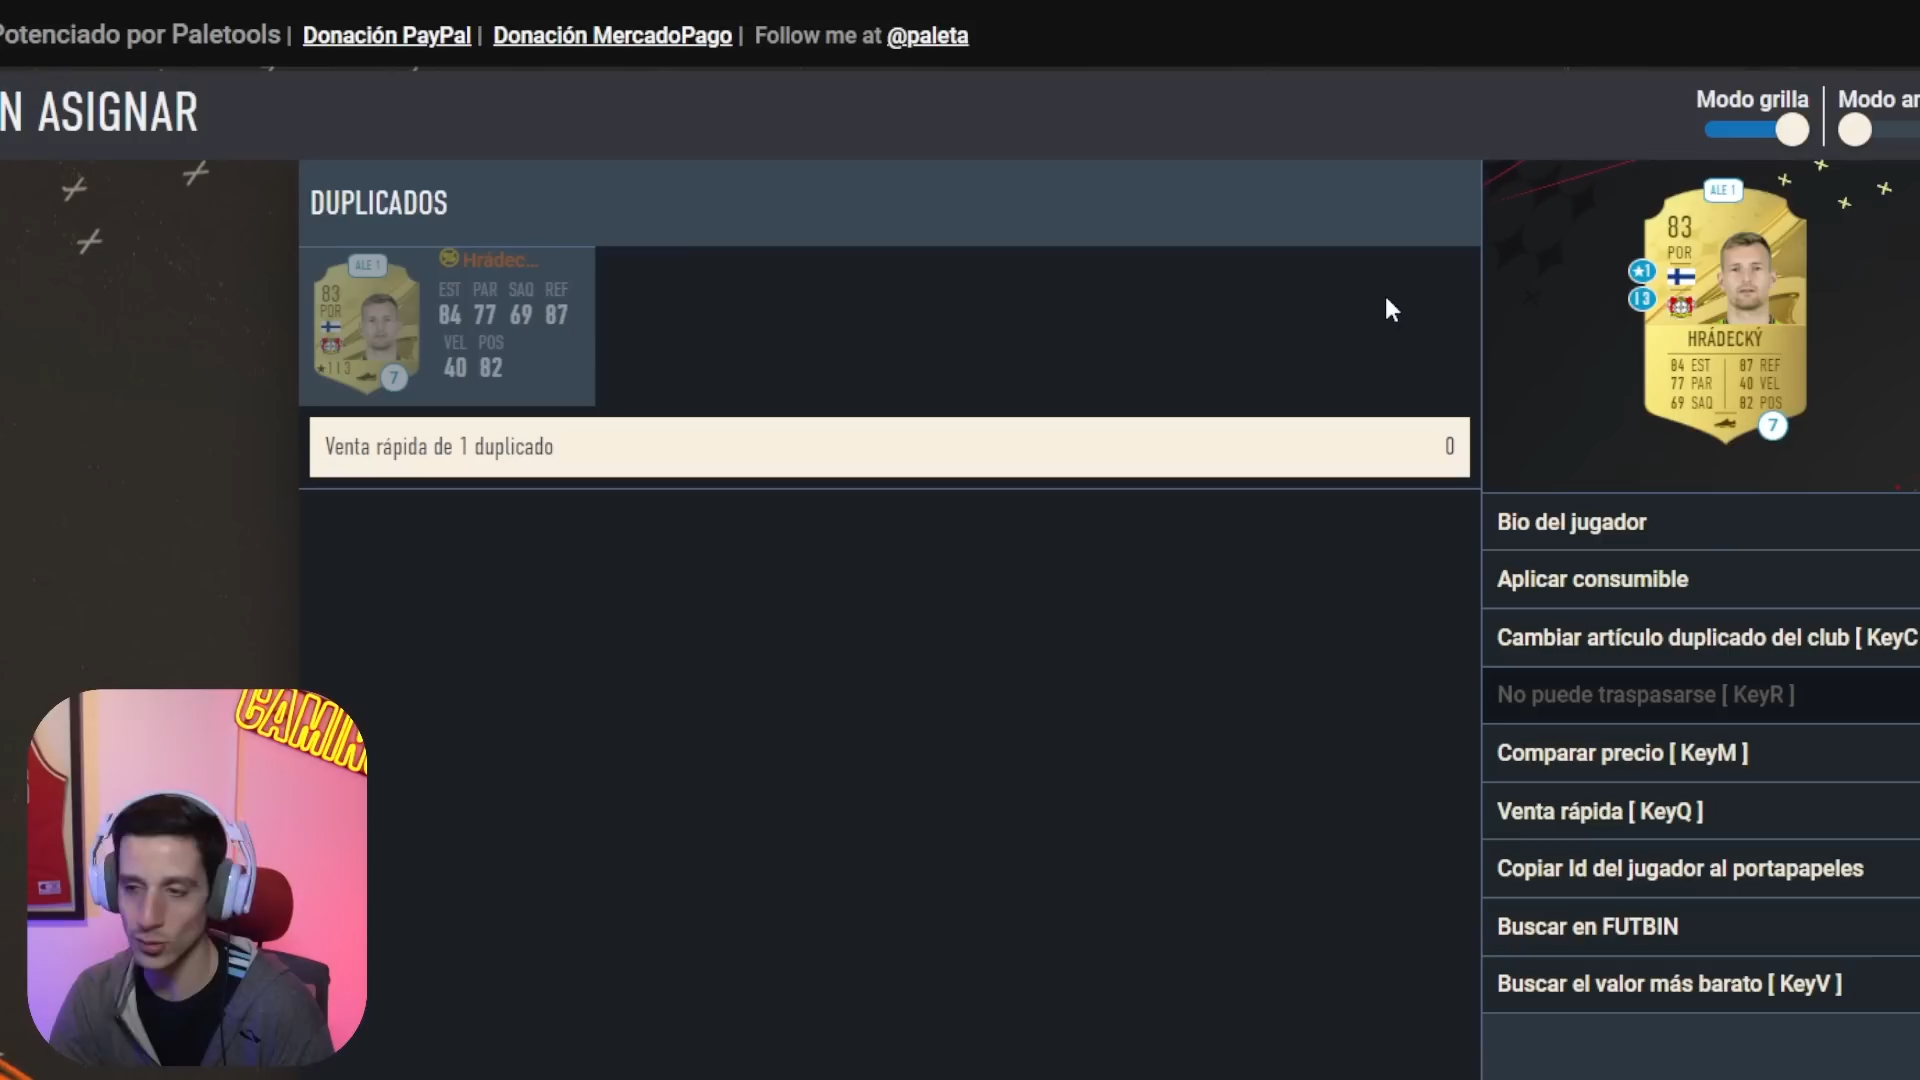 Potenciado por Paletools | Donación PayPal | Donación MercadoPago | Follow me at @paleta
N ASIGNAR
Modo grilla
Modo ar
DUPLICADOS
ALE 1
83
POR
★1 | 3
7
Hrádec...
EST PAR SAQ REF
84 77 69 87
VEL POS
40 82
Venta rápida de 1 duplicado 0
ALE 1
83
POR
★1
| 3
HRÁDECKÝ
84 EST 87 REF
77 PAR 40 VEL
69 SAQ 82 POS
7
Bio del jugador
Aplicar consumible
Cambiar artículo duplicado del club [ KeyC
No puede traspasarse [ KeyR ]
Comparar precio [ KeyM ]
Venta rápida [ KeyQ ]
Copiar Id del jugador al portapapeles
Buscar en FUTBIN
Buscar el valor más barato [ KeyV ]
CAMIN